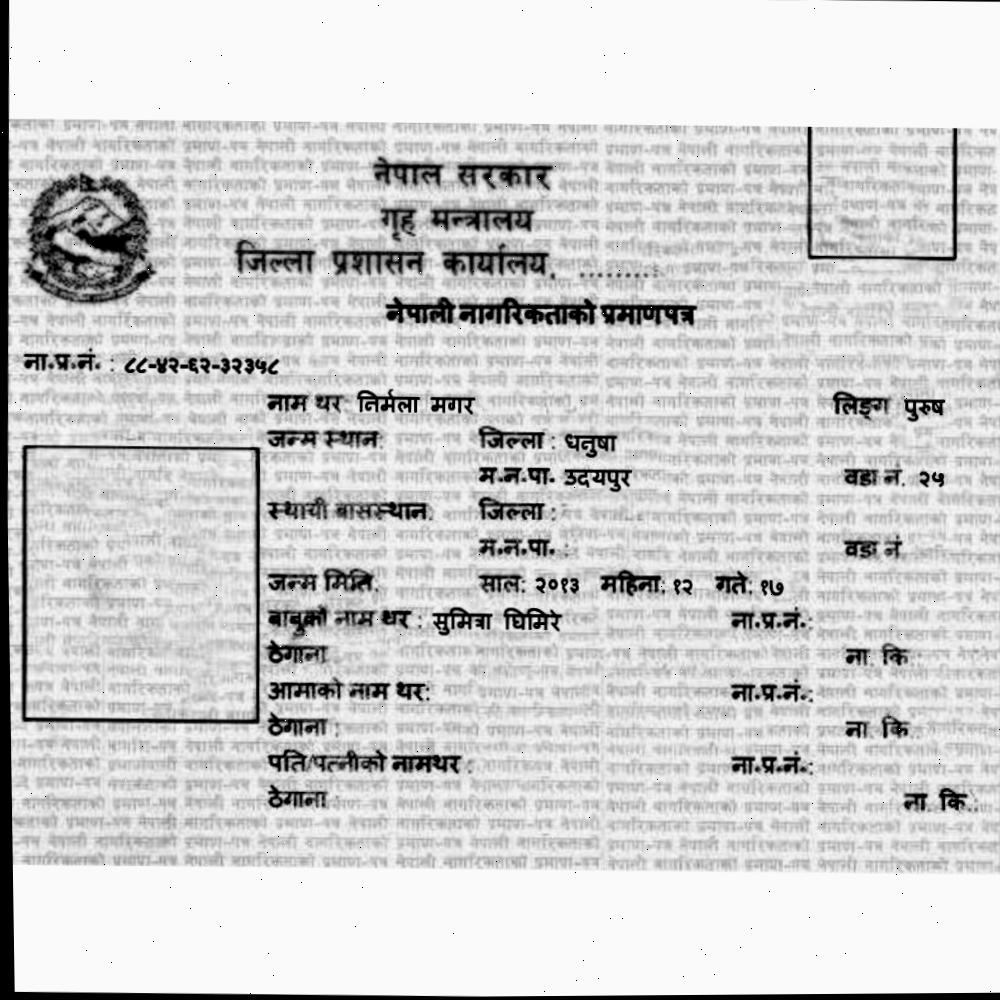 नेपाल सरकार
गृह मन्त्रालय
जिल्ला प्रशासन कार्यालय, .........
नेपाली नागरिकताको प्रमाणपत्र
ना.प्र.नं. : ८८-४२-६२-३२३५८
नाम थर निर्मला मगर लिङ्ग पुरुष
जन्म स्थान: जिल्ला : धनुषा
म.न.पा. उदयपुर वडा नं. २५
स्थायी बासस्थान: जिल्ला :
म.न.पा. : वडा नं.
जन्म मिति: साल: २०१३ महिना: १२ गते: १७
बाबुको नाम थर : सुमित्रा घिमिरे ना.प्र.नं.:
ठेगाना ना. कि.:
आमाको नाम थर: ना.प्र.नं.:
ठेगाना : ना. कि.
पति/पत्नीको नामथर : ना.प्र.नं.:
ठेगाना ना. कि.: